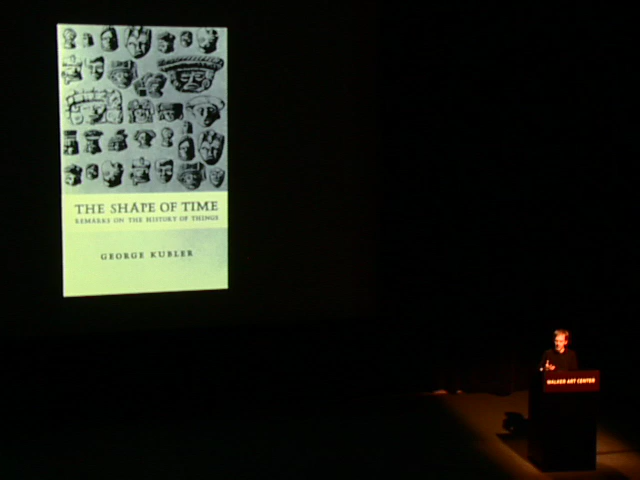 THE SHAPE OF TIME
REMARKS ON THE HISTORY OF THINGS
GEORGE KUBLER
WALKER ART CENTER